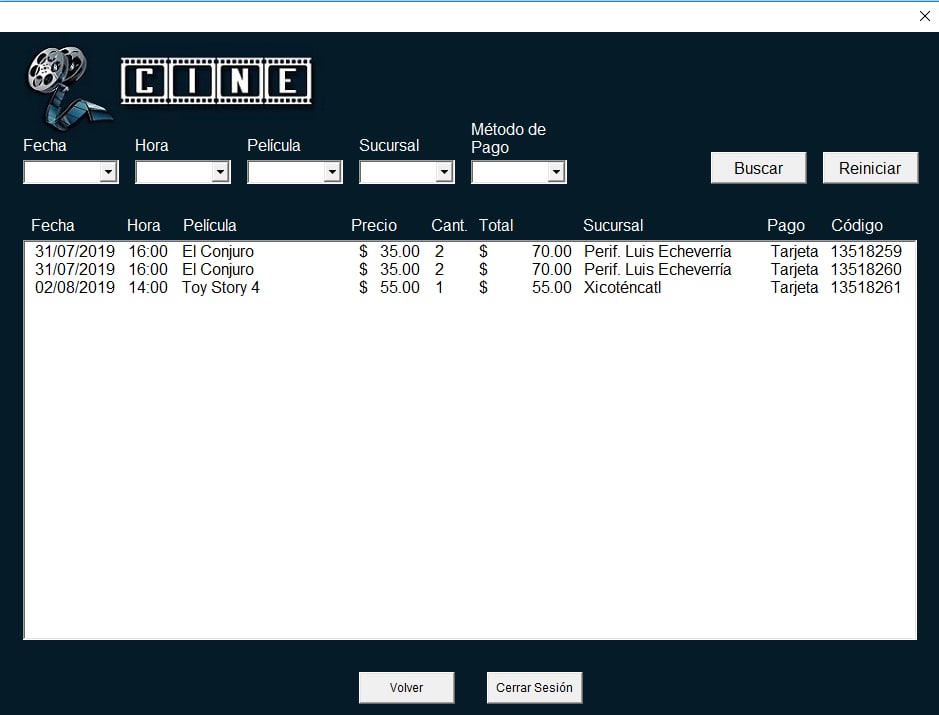 CINE
Fecha Hora Película Sucursal Método de Pago
Buscar Reiniciar
Fecha Hora Película Precio Cant. Total Sucursal Pago Código
31/07/2019 16:00 El Conjuro $ 35.00 2 $ 70.00 Perif. Luis Echeverría Tarjeta 13518259
31/07/2019 16:00 El Conjuro $ 35.00 2 $ 70.00 Perif. Luis Echeverría Tarjeta 13518260
02/08/2019 14:00 Toy Story 4 $ 55.00 1 $ 55.00 Xicoténcatl Tarjeta 13518261
Volver Cerrar Sesión